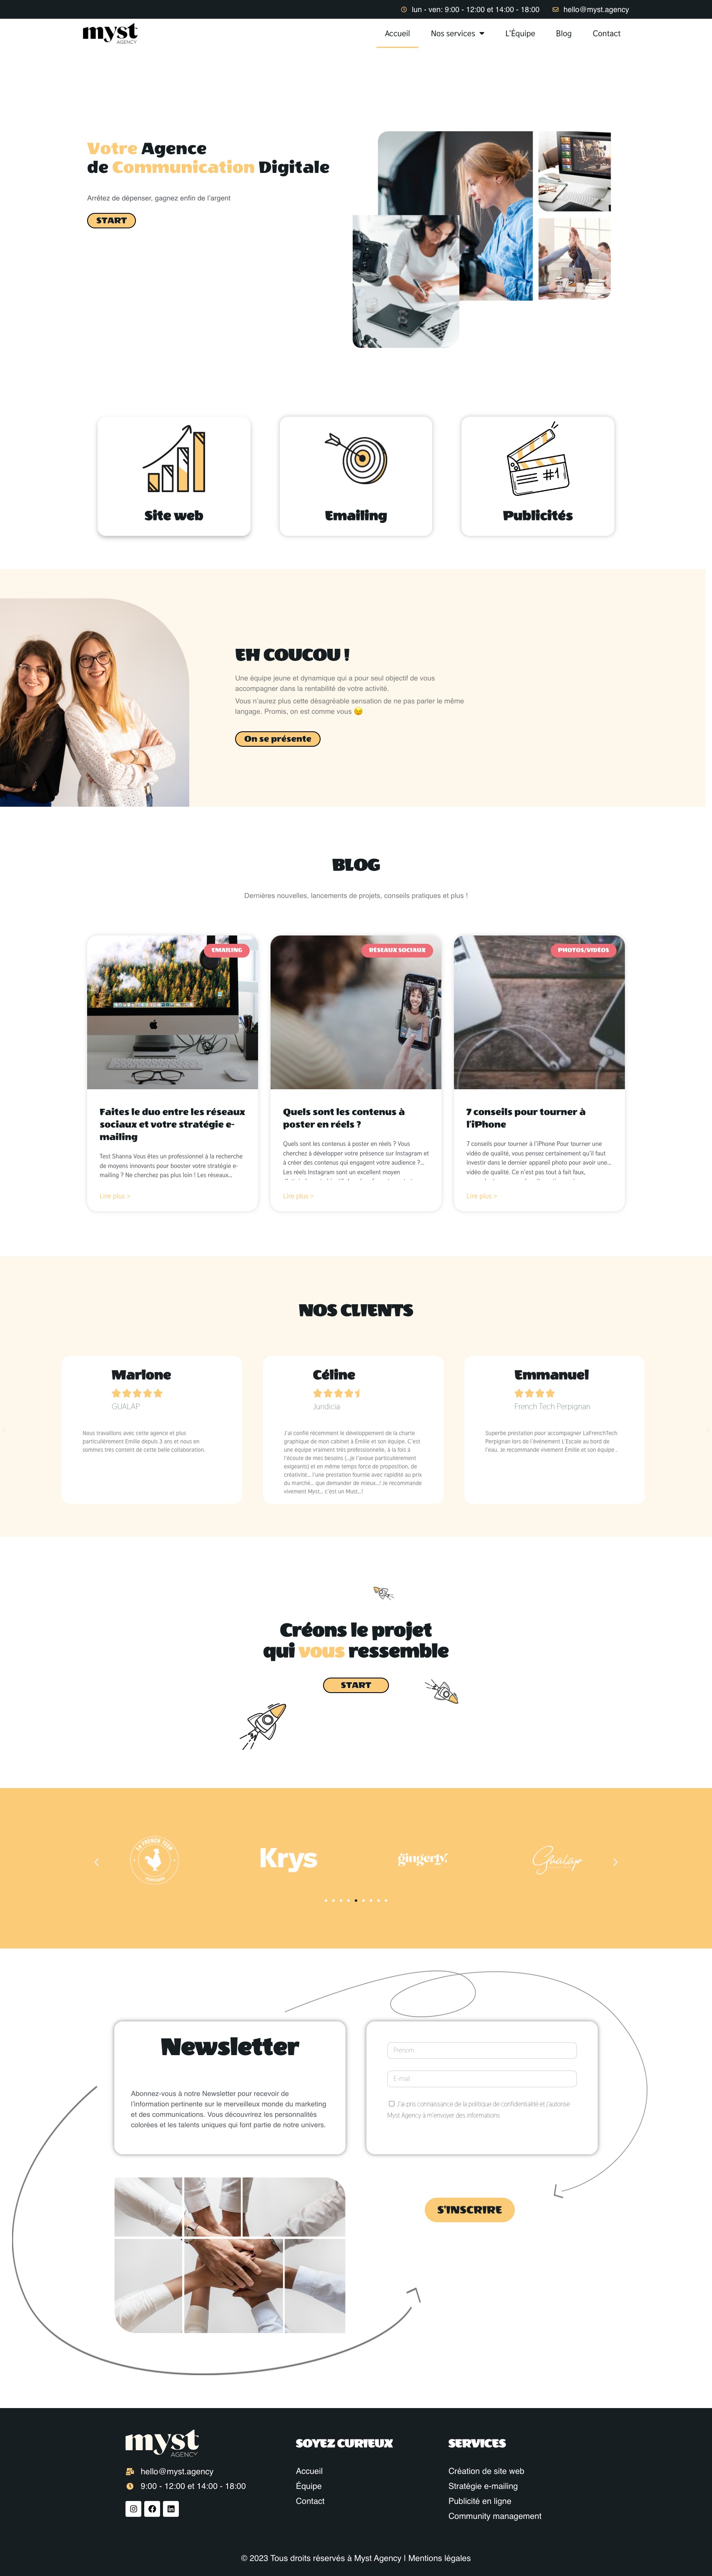 lun - ven: 9:00 - 12:00 et 14:00 - 18:00
hello@myst.agency
myst
AGENCY
Accueil
Nos services
L'Équipe
Blog
Contact
Votre Agence
de Communication Digitale
Arrêtez de dépenser, gagnez enfin de l'argent
START
#1
Site web
Emailing
Publicités
EH COUCOU !
Une équipe jeune et dynamique qui a pour seul objectif de vous
accompagner dans la rentabilité de votre activité.
Vous n'aurez plus cette désagréable sensation de ne pas parler le même
langage. Promis, on est comme vous 😉
On se présente
BLOG
Dernières nouvelles, lancements de projets, conseils pratiques et plus !
EMAILING
Faites le duo entre les réseaux
sociaux et votre stratégie e-
mailing
Test Shanna Vous êtes un professionnel à la recherche
de moyens innovants pour booster votre stratégie e-
mailing ? Ne cherchez pas plus loin ! Les réseaux...
Lire plus >
RÉSEAUX SOCIAUX
Quels sont les contenus à
poster en réels ?
Quels sont les contenus à poster en réels ? Vous
cherchez à développer votre présence sur Instagram et
à créer des contenus qui engagent votre audience ?...
Les réels Instagram sont un excellent moyen
Lire plus >
PHOTOS/VIDÉOS
7 conseils pour tourner à
l'iPhone
7 conseils pour tourner à l'iPhone Pour tourner une
vidéo de qualité, vous pensez certainement qu'il faut
investir dans le dernier appareil photo pour avoir une...
vidéo de qualité. Ce n'est pas tout à fait faux,
Lire plus >
NOS CLIENTS
Marlone
GUALAP
Nous travaillons avec cette agence et plus
particulièrement Emilie depuis 3 ans et nous en
sommes très content de cette belle collaboration.
Céline
Juridicia
J'ai confié récemment le développement de la charte
graphique de mon cabinet à Emilie et son équipe. C'est
une équipe vraiment très professionnelle, à la fois à
l'écoute de mes besoins (...je l'avoue particulièrement
exigeants) et en même temps force de proposition, de
créativité....l'une prestation fournie avec rapidité au prix
du marché... que demander de mieux...! Je recommande
vivement Myst... c'est un Must...!
Emmanuel
French Tech Perpignan
Superbe prestation pour accompagner LaFrenchTech
Perpignan lors de l'événement L'Escale au bord de
l'eau. Je recommande vivement Émilie et son équipe .
Créons le projet
qui vous ressemble
START
LA FRENCH TECH
Krys
gingerly.
Gualap
Newsletter
Abonnez-vous à notre Newsletter pour recevoir de
l'information pertinente sur le merveilleux monde du marketing
et des communications. Vous découvrirez les personnalités
colorées et les talents uniques qui font partie de notre univers.
Prénom
E-mail
J'ai pris connaissance de la politique de confidentialité et j'autorise
Myst Agency à m'envoyer des informations
S'INSCRIRE
myst
AGENCY
hello@myst.agency
9:00 - 12:00 et 14:00 - 18:00
SOYEZ CURIEUX
Accueil
Équipe
Contact
SERVICES
Création de site web
Stratégie e-mailing
Publicité en ligne
Community management
© 2023 Tous droits réservés à Myst Agency | Mentions légales